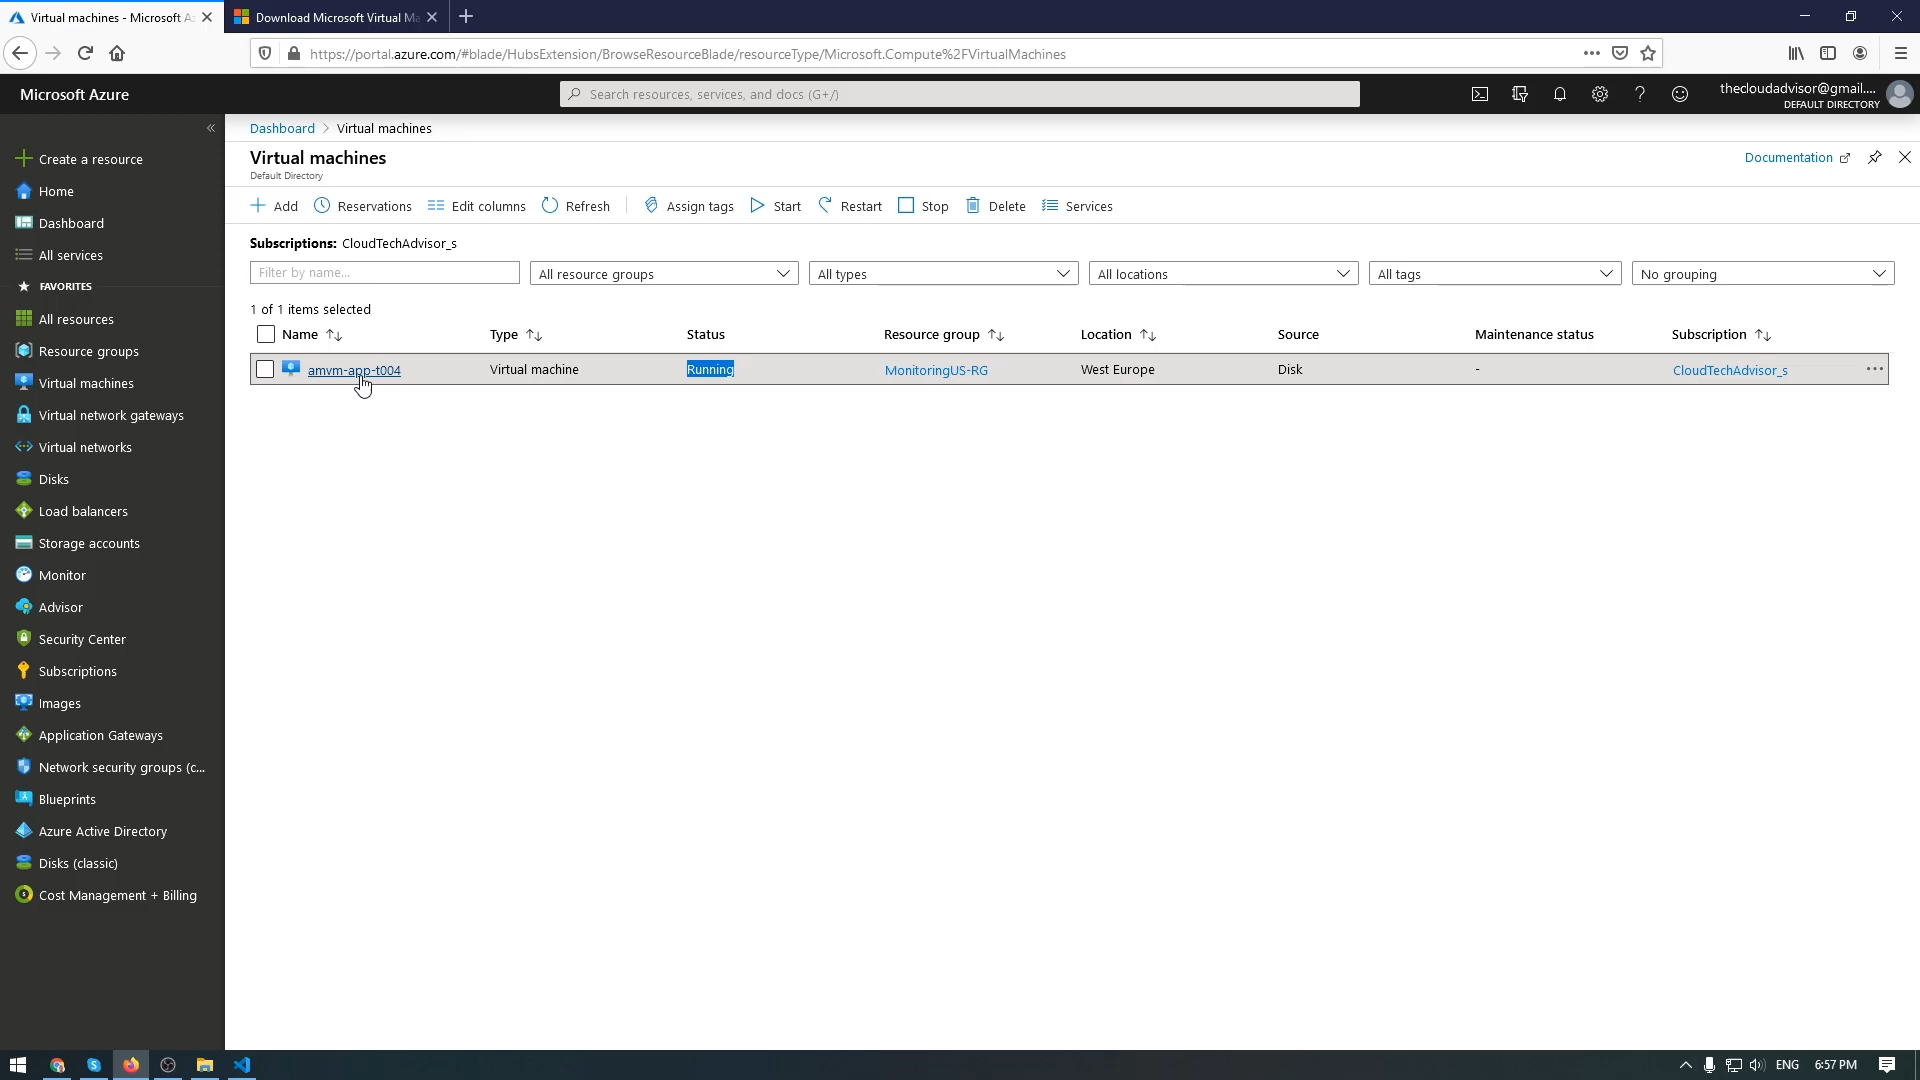 Virtual machines - Microsoft Az
Download Microsoft Virtual Ma
https://portal.azure.com/#blade/HubsExtension/BrowseResourceBlade/resourceType/Microsoft.Compute%2FVirtualMachines
Microsoft Azure
Search resources, services, and docs (G+/)
thecloudadvisor@gmail....
DEFAULT DIRECTORY
Dashboard > Virtual machines
Virtual machines
Default Directory
Documentation
Add
Reservations
Edit columns
Refresh
Assign tags
Start
Restart
Stop
Delete
Services
Subscriptions: CloudTechAdvisor_s
Filter by name...
All resource groups
All types
All locations
All tags
No grouping
1 of 1 items selected
Name
Type
Status
Resource group
Location
Source
Maintenance status
Subscription
amvm-app-t004
Virtual machine
Running
MonitoringUS-RG
West Europe
Disk
-
CloudTechAdvisor_s
Create a resource
Home
Dashboard
All services
FAVORITES
All resources
Resource groups
Virtual machines
Virtual network gateways
Virtual networks
Disks
Load balancers
Storage accounts
Monitor
Advisor
Security Center
Subscriptions
Images
Application Gateways
Network security groups (c...
Blueprints
Azure Active Directory
Disks (classic)
Cost Management + Billing
ENG
6:57 PM